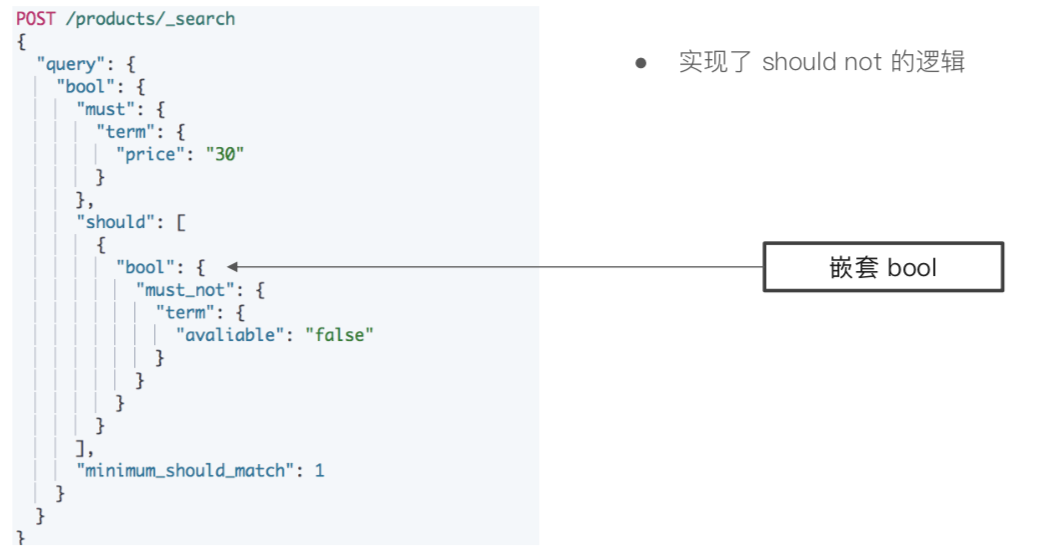 POST /products/_search
{
"query": {
"bool": {
"must": {
"term": {
"price": "30"
}
},
"should": [
{
"bool": {
"must_not": {
"term": {
"avaliable": "false"
}
}
}
}
],
"minimum_should_match": 1
}
}
}
● 实现了 should not 的逻辑
嵌套 bool